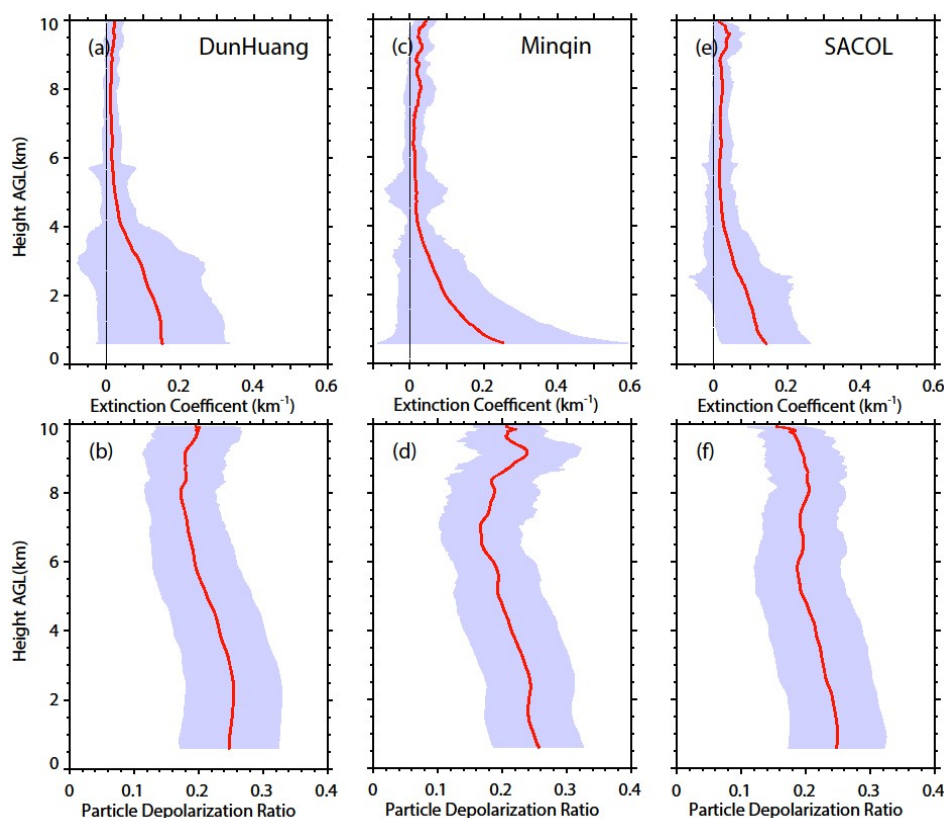 (a) DunHuang (c) Minqin (e) SACOL
Height AGL(km)
10
8
6
4
2
0
0 0.2 0.4 0.6 0 0.2 0.4 0.6 0 0.2 0.4 0.6
Extinction Coefficent (km⁻¹) Extinction Coefficent (km⁻¹) Extinction Coefficent (km⁻¹)
(b) (d) (f)
Height AGL(km)
10
8
6
4
2
0
0 0.1 0.2 0.3 0.4 0 0.1 0.2 0.3 0.4 0 0.1 0.2 0.3 0.4
Particle Depolarization Ratio Particle Depolarization Ratio Particle Depolarization Ratio